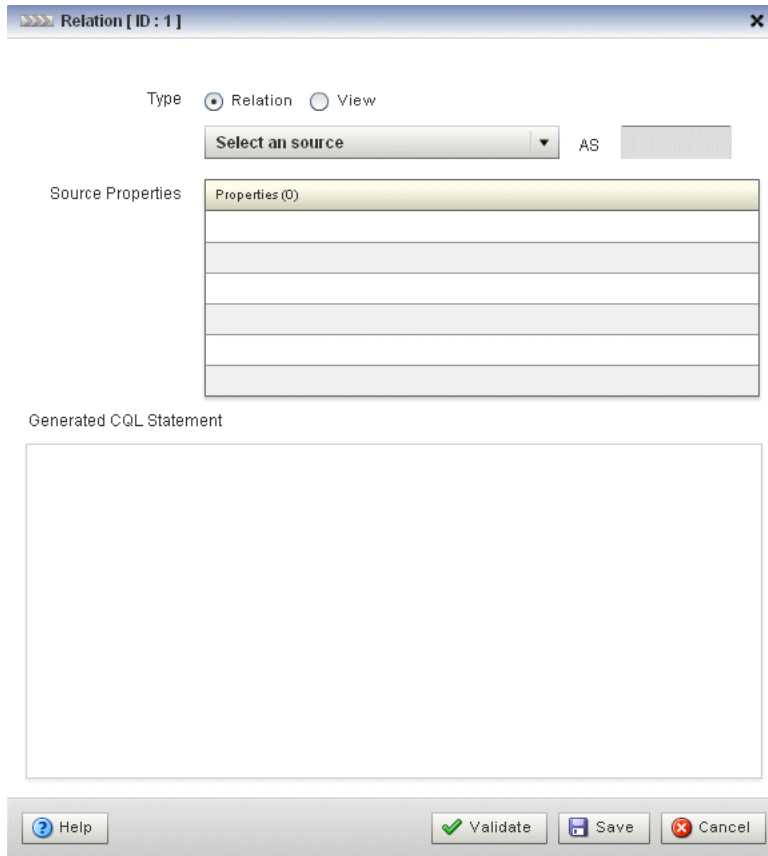 Relation [ ID : 1 ]
Type Relation View
Select an source AS
Source Properties Properties (0)
Generated CQL Statement
Help Validate Save Cancel